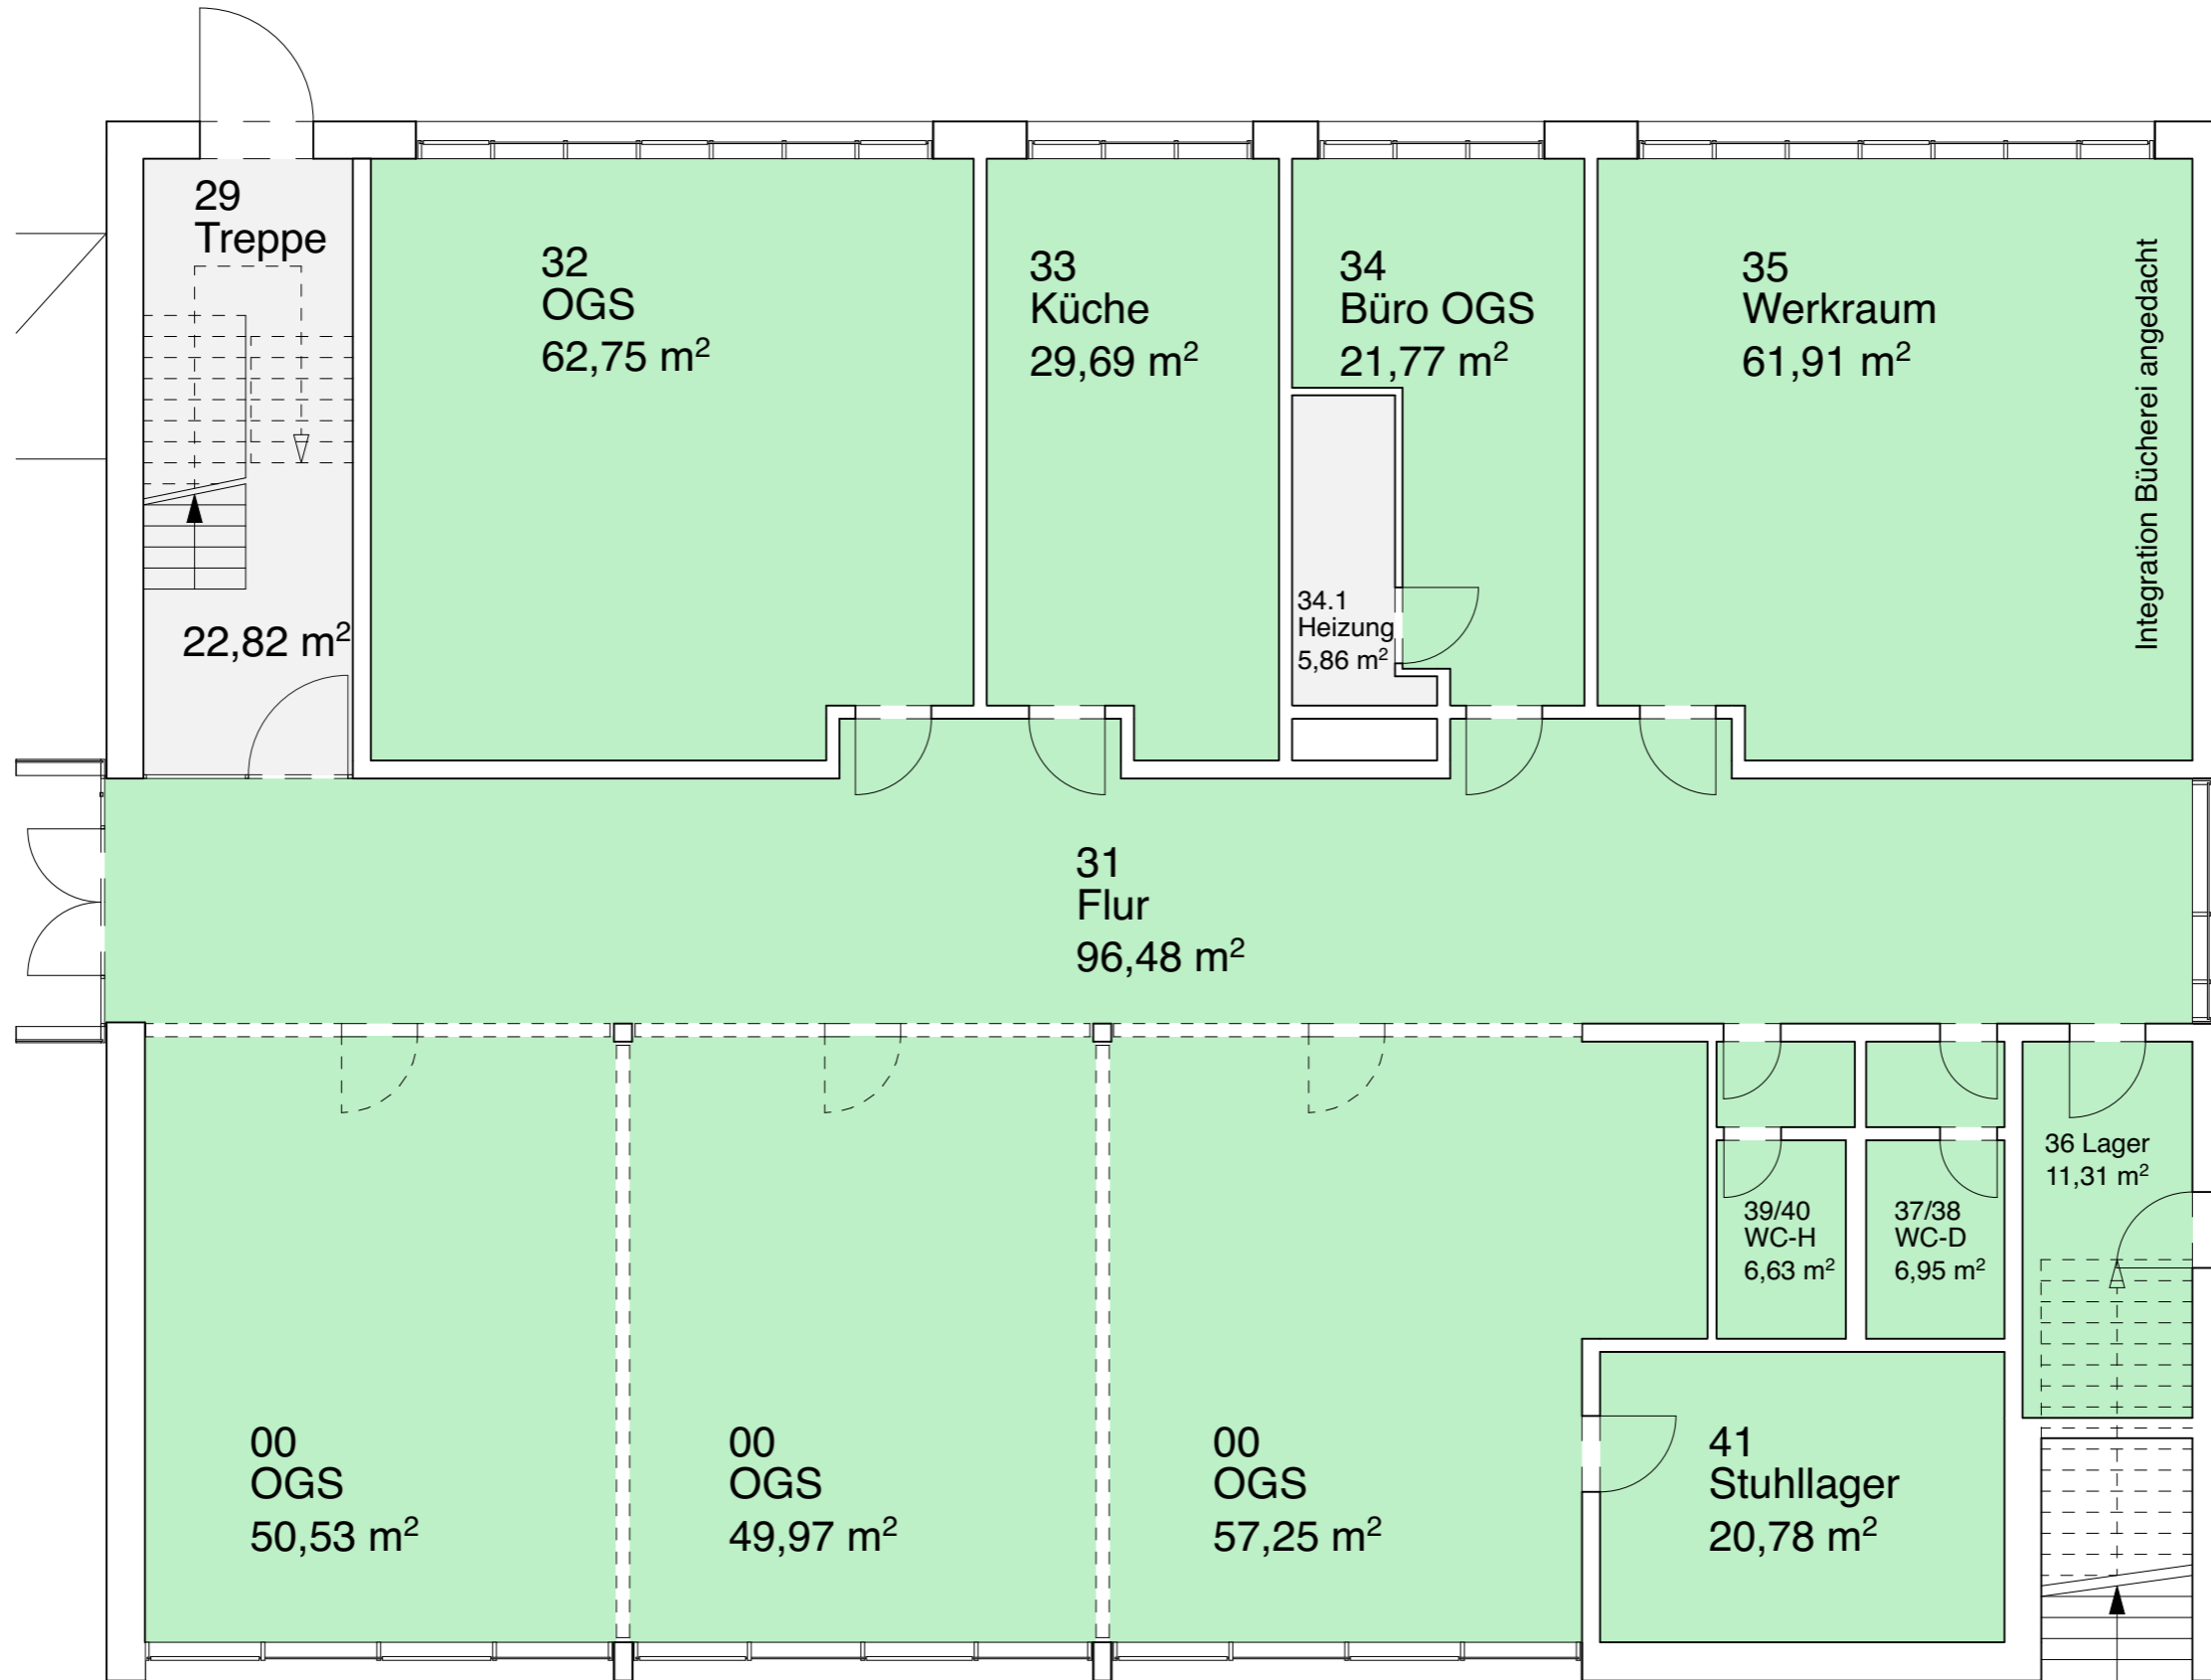 29
Treppe
22,82 m²
32
OGS
62,75 m²
33
Küche
29,69 m²
34
Büro OGS
21,77 m²
34.1
Heizung
5,86 m²
35
Werkraum
61,91 m²
Integration Bücherei angedacht
31
Flur
96,48 m²
00
OGS
50,53 m²
00
OGS
49,97 m²
00
OGS
57,25 m²
39/40
WC-H
6,63 m²
37/38
WC-D
6,95 m²
36 Lager
11,31 m²
41
Stuhllager
20,78 m²